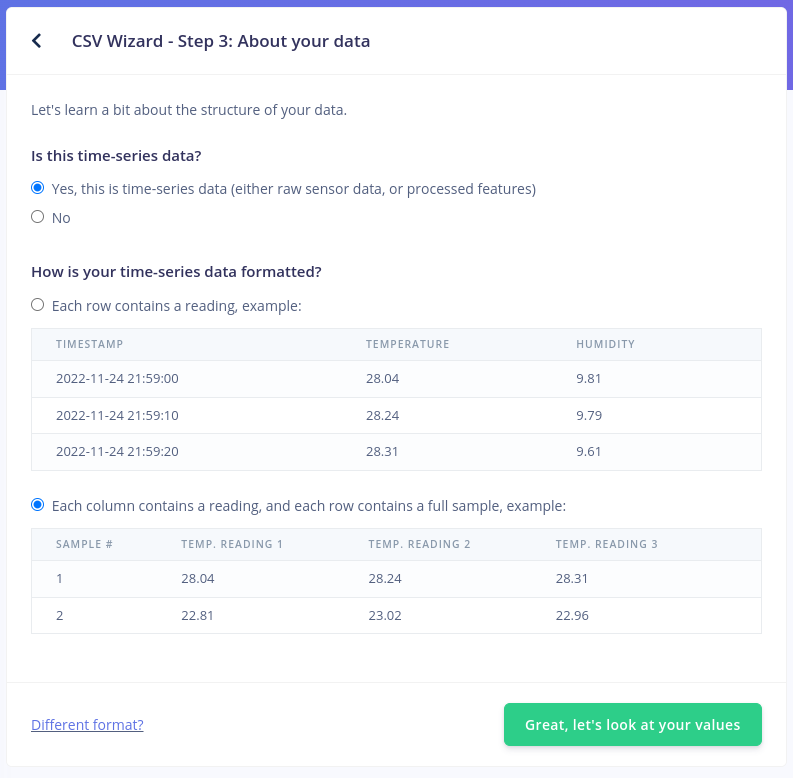 CSV Wizard - Step 3: About your data
Let's learn a bit about the structure of your data.
Is this time-series data?
Yes, this is time-series data (either raw sensor data, or processed features)
No
How is your time-series data formatted?
Each row contains a reading, example:
TIMESTAMP TEMPERATURE HUMIDITY
2022-11-24 21:59:00 28.04 9.81
2022-11-24 21:59:10 28.24 9.79
2022-11-24 21:59:20 28.31 9.61
Each column contains a reading, and each row contains a full sample, example:
SAMPLE # TEMP. READING 1 TEMP. READING 2 TEMP. READING 3
1 28.04 28.24 28.31
2 22.81 23.02 22.96
Different format? Great, let's look at your values